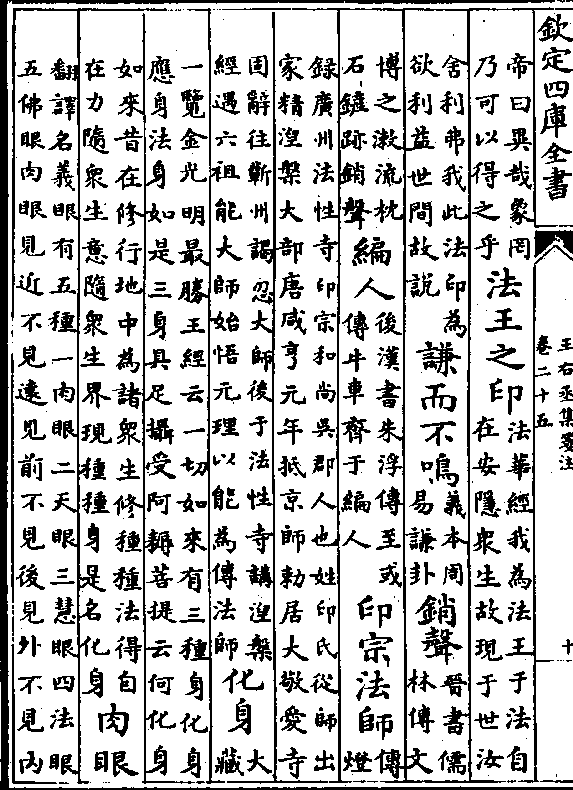 欽定四庫全書
王右丞集箋注
卷二十五
十
帝曰異哉象罔乃可以得之乎法王之印法華經我為法王于法自在安隱衆生故現于世汝
舍利弗我此法印為欲利益世間故說謙而不鳴義本周易謙卦銷聲晉書儒林傳文
博之漱流枕石鏟跡銷聲編人後漢書朱浮傳至或傳牛車齊于編人印宗法師傳燈
錄廣州法性寺印宗和尚吳郡人也姓印氏從師出家精湼槃大部唐咸亨元年抵京師勅居大敬愛寺
固辭往蘄州謁忍大師後于法性寺講湼槃經遇六祖能大師始悟元理以能為傳法師化身大藏
一覽金光明最勝王經云一切如來有三種身化身應身法身如是三身具足攝受阿耨菩提云何化身
如來昔在修行地中為諸衆生修種種法得自在力隨衆生意隨衆生界現種種身是名化身肉眼
翻譯名義眼有五種一肉眼二天眼三慧眼四法眼五佛眼肉眼見近不見遠見前不見後見外不見內